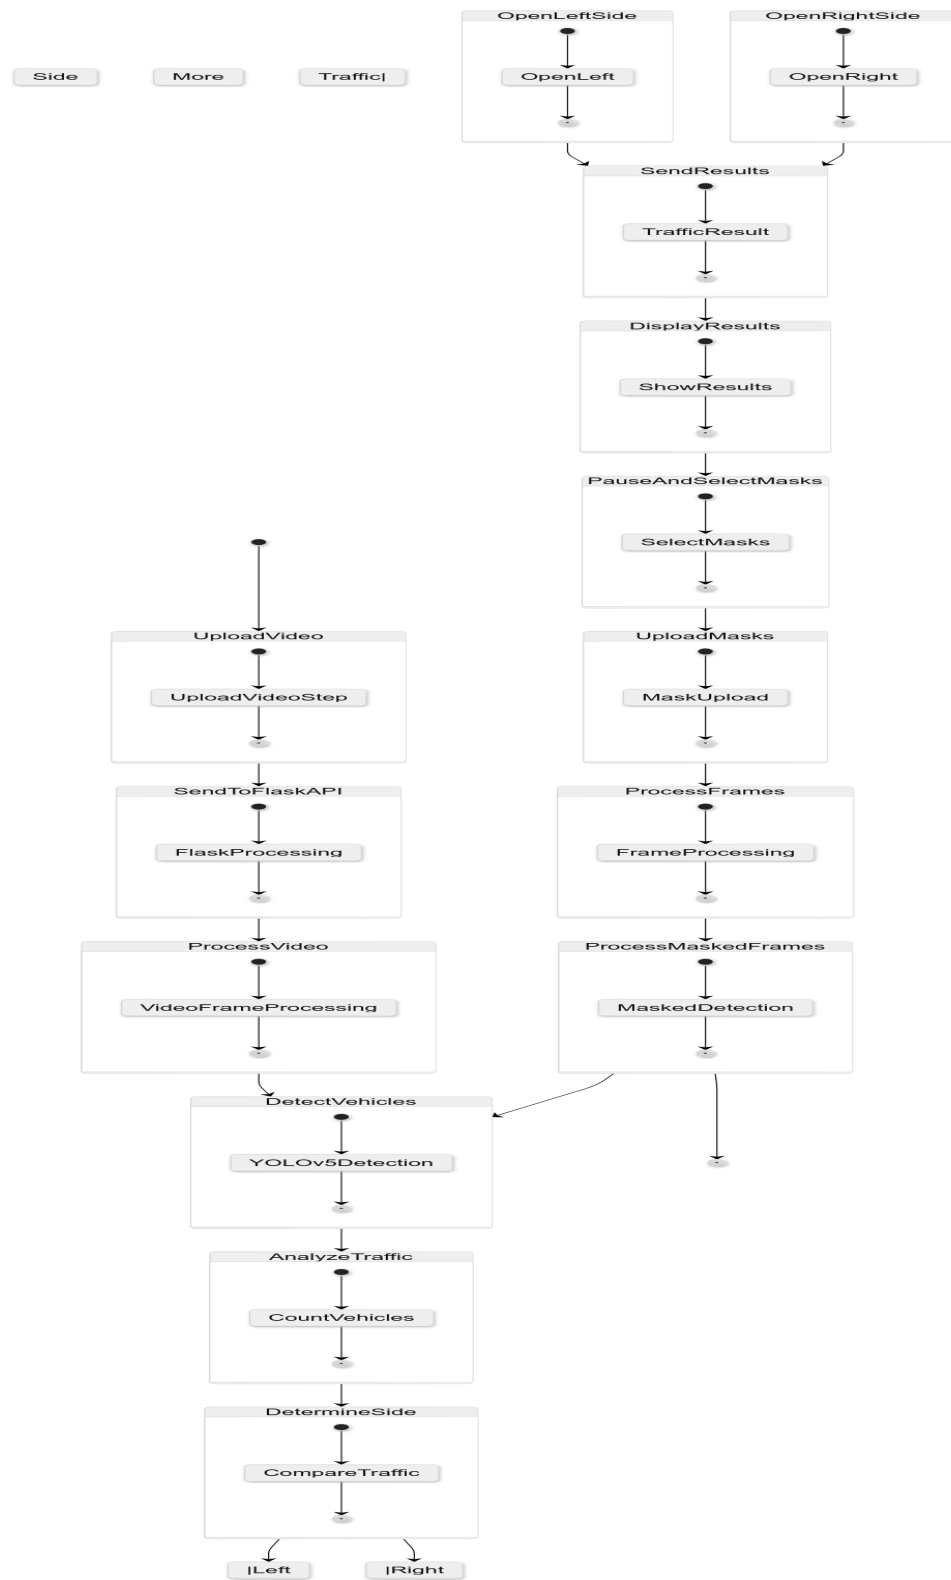 OpenLeftSide
OpenRightSide
Side
More
Traffic|
OpenLeft
OpenRight
SendResults
TrafficResult
DisplayResults
ShowResults
PauseAndSelectMasks
SelectMasks
UploadVideo
UploadMasks
UploadVideoStep
MaskUpload
SendToFlaskAPI
ProcessFrames
FlaskProcessing
FrameProcessing
ProcessVideo
ProcessMaskedFrames
VideoFrameProcessing
MaskedDetection
DetectVehicles
YOLOv5Detection
AnalyzeTraffic
CountVehicles
DetermineSide
CompareTraffic
|Left
|Right